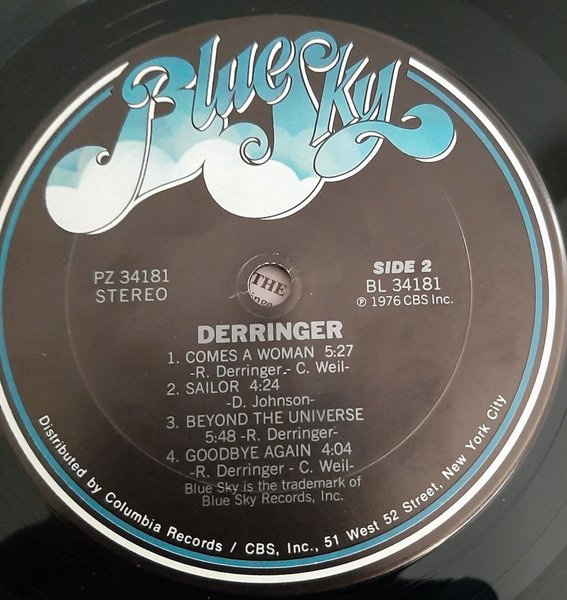 Blue Sky
PZ 34181
STEREO
THE
SIDE 2
BL 34181
℗ 1976 CBS Inc.
DERRINGER
1. COMES A WOMAN 5:27
-R. Derringer.- C. Weil-
2. SAILOR 4:24
-D. Johnson-
3. BEYOND THE UNIVERSE
5:48 -R. Derringer-
4. GOODBYE AGAIN 4:04
-R. Derringer - C. Weil-
Blue Sky is the trademark of
Blue Sky Records, Inc.
Distributed by Columbia Records / CBS, Inc., 51 West 52 Street, New York City